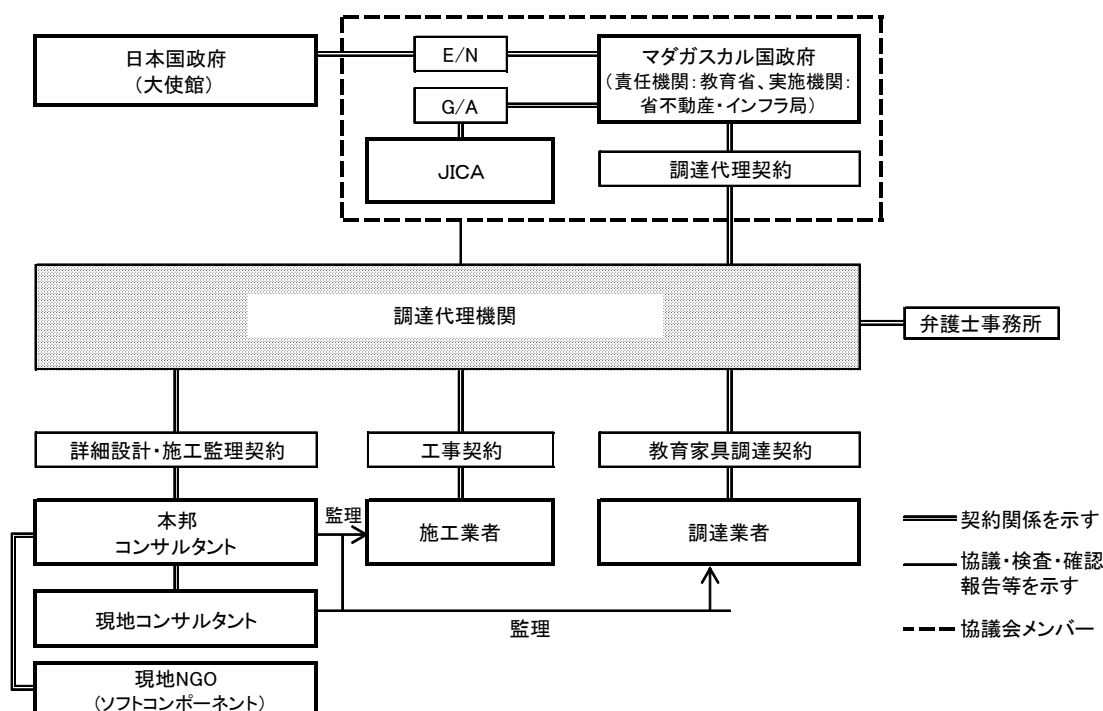 日本国政府
（大使館）
E/N
マダガスカル国政府
（責任機関：教育省、実施機関：
省不動産・インフラ局）
G/A
JICA
調達代理契約
調達代理機関
弁護士事務所
詳細設計・施工監理契約
工事契約
教育家具調達契約
本邦
コンサルタント
監理
施工業者
調達業者
現地コンサルタント
監理
現地NGO
（ソフトコンポーネント）
契約関係を示す
協議・検査・確認
報告等を示す
協議会メンバー